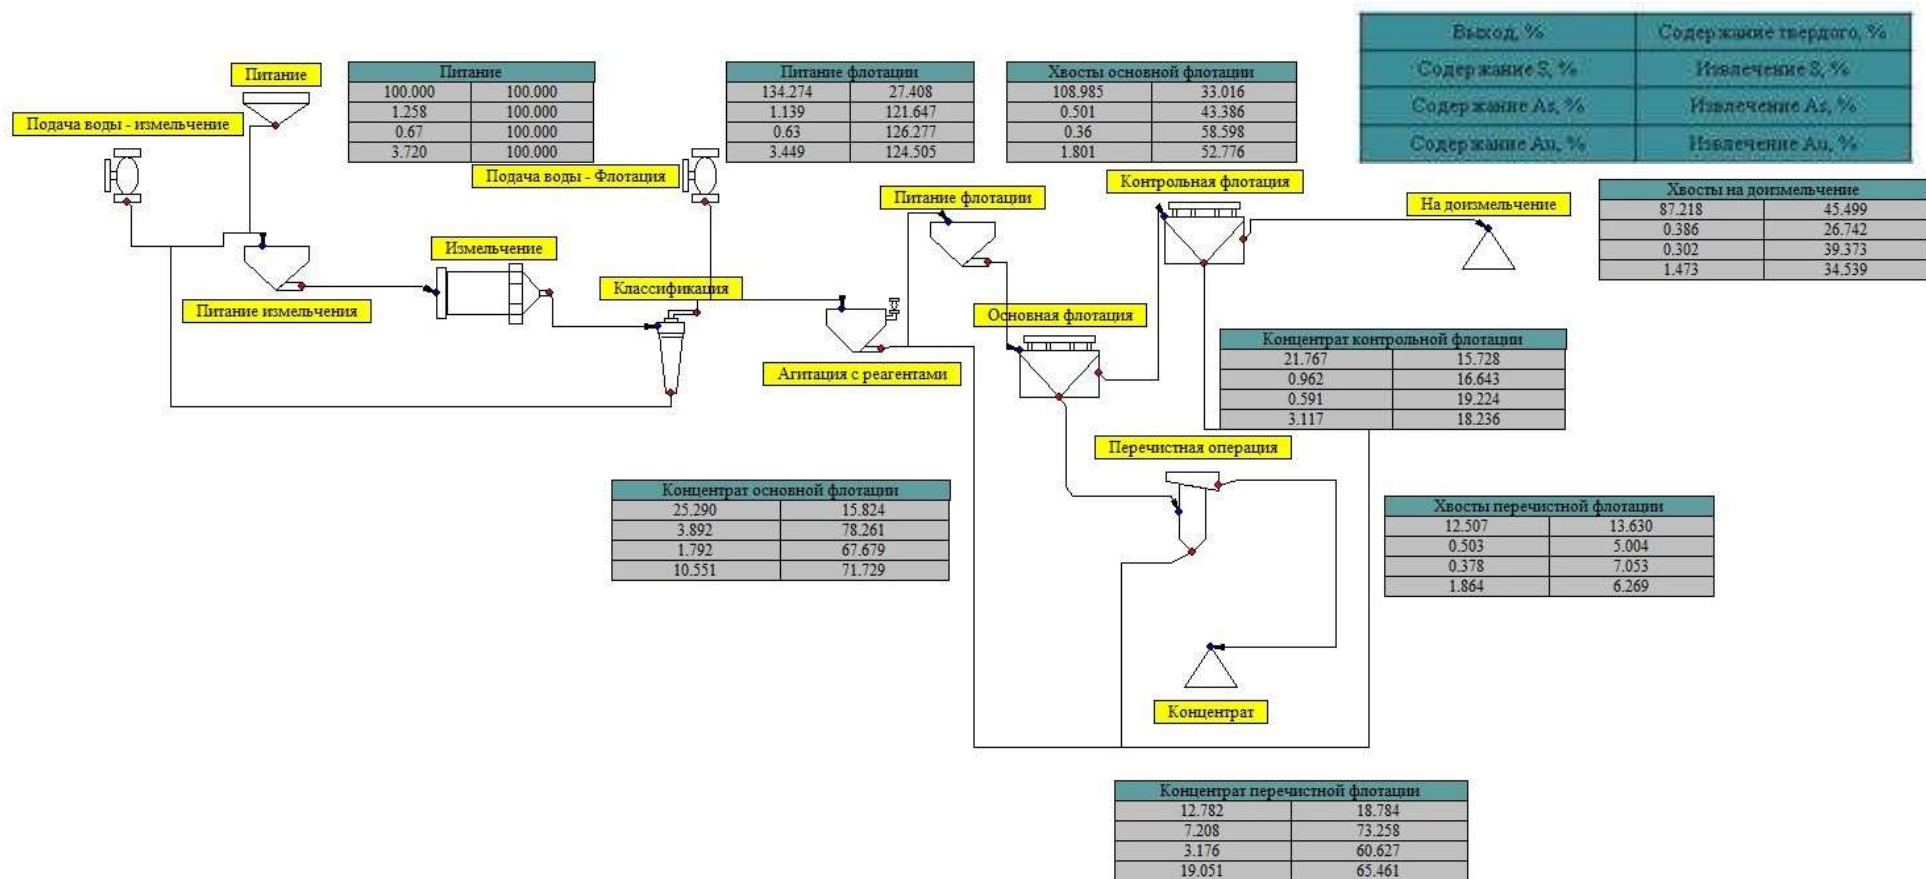 Выход, % Содержание твердого, %
Содержание S, % Извлечение S, %
Содержание As, % Извлечение As, %
Содержание Au, % Извлечение Au, %
Питание
Подача воды - измельчение
Питание
100.000 100.000
1.258 100.000
0.67 100.000
3.720 100.000
Питание флотации
134.274 27.408
1.139 121.647
0.63 126.277
3.449 124.505
Хвосты основной флотации
108.985 33.016
0.501 43.386
0.36 58.598
1.801 52.776
Подача воды - Флотация
Питание флотации
Контрольная флотация
На доизмельчение
Хвосты на доизмельчение
87.218 45.499
0.386 26.742
0.302 39.373
1.473 34.539
Измельчение
Классификация
Питание измельчения
Основная флотация
Агитация с реагентами
Концентрат контрольной флотации
21.767 15.728
0.962 16.643
0.591 19.224
3.117 18.236
Перечистная операция
Концентрат основной флотации
25.290 15.824
3.892 78.261
1.792 67.679
10.551 71.729
Хвосты перечистной флотации
12.507 13.630
0.503 5.004
0.378 7.053
1.864 6.269
Концентрат
Концентрат перечистной флотации
12.782 18.784
7.208 73.258
3.176 60.627
19.051 65.461